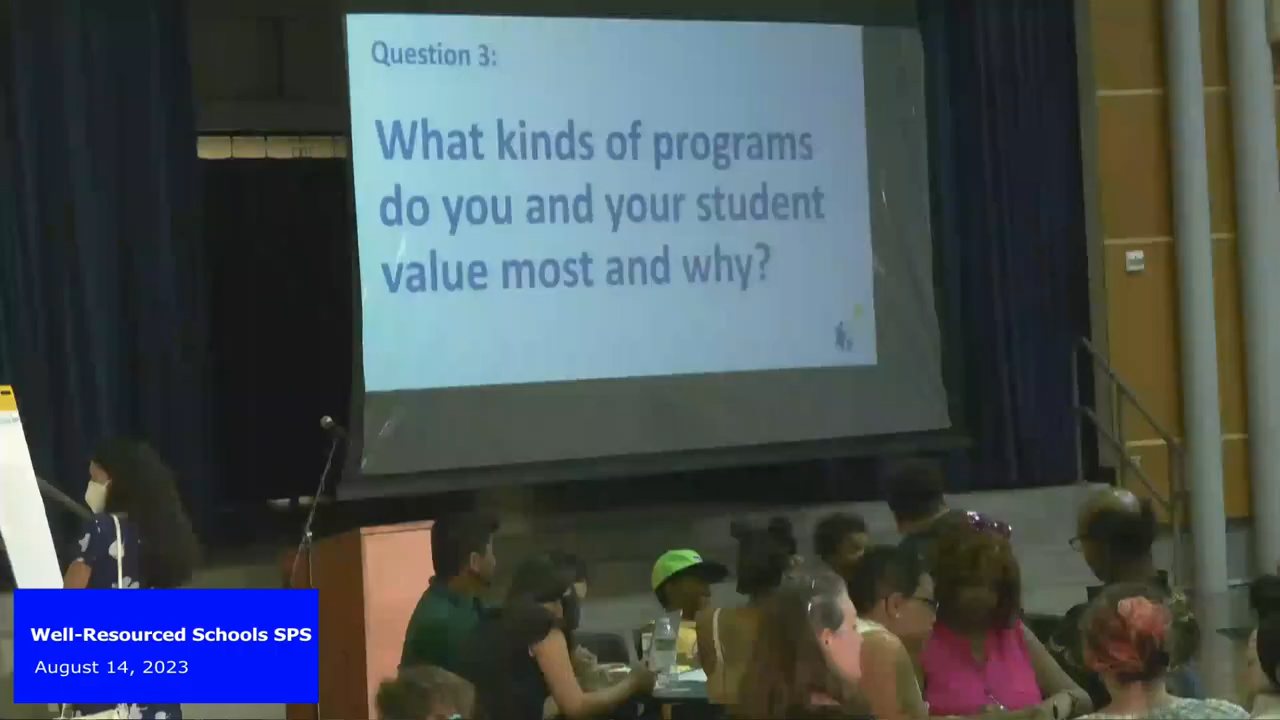 Question 3:
What kinds of programs
do you and your student
value most and why?
Well-Resourced Schools SPS
August 14, 2023